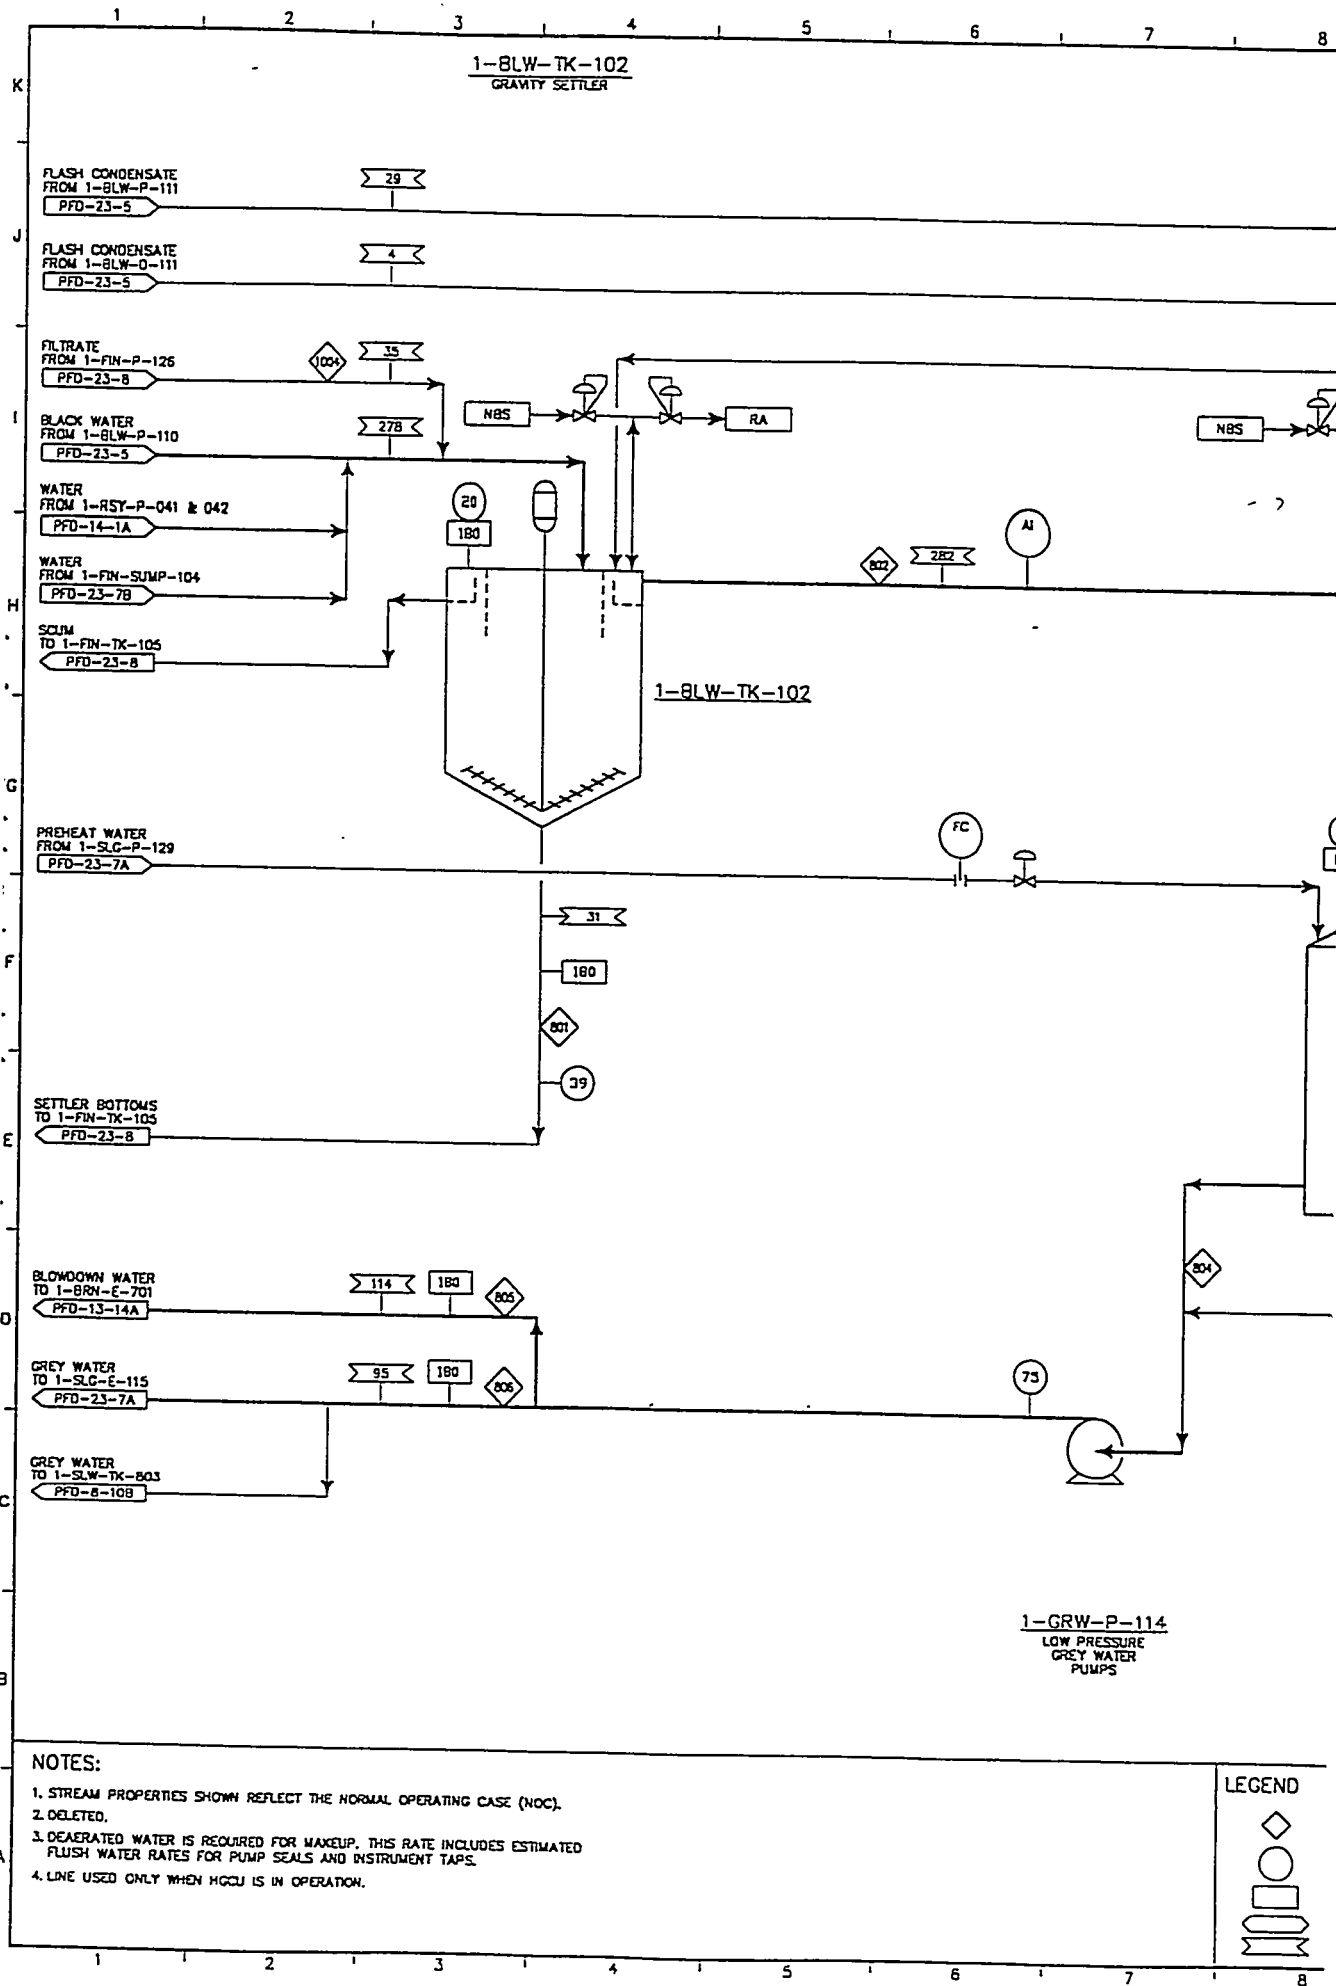 1 2 3 4 5 6 7 8
1-BLW-TK-102
GRAVITY SETTLER
K
FLASH CONDENSATE
FROM 1-BLW-P-111
PFD-23-5
29
J
FLASH CONDENSATE
FROM 1-BLW-D-111
PFD-23-5
4
FILTRATE
FROM 1-FIN-P-126
PFD-23-8
1004
35
I
NBS
RA
NBS
BLACK WATER
FROM 1-BLW-P-110
PFD-23-5
278
WATER
FROM 1-RSY-P-041 & 042
PFD-14-1A
20
180
AI
802
282
WATER
FROM 1-FIN-SUMP-104
PFD-23-7B
H
SCUM
TO 1-FIN-TK-105
PFD-23-8
1-BLW-TK-102
G
PREHEAT WATER
FROM 1-SLG-P-129
PFD-23-7A
FC
31
F
180
801
39
SETTLER BOTTOMS
TO 1-FIN-TK-105
PFD-23-8
E
804
BLOWDOWN WATER
TO 1-BRN-E-701
PFD-13-14A
114
180
805
D
GREY WATER
TO 1-SLG-E-115
PFD-23-7A
95
180
806
75
GREY WATER
TO 1-SLW-TK-803
PFD-8-10B
C
1-GRW-P-114
LOW PRESSURE
GREY WATER
PUMPS
B
NOTES:
1. STREAM PROPERTIES SHOWN REFLECT THE NORMAL OPERATING CASE (NOC).
2. DELETED.
3. DEAERATED WATER IS REQUIRED FOR MAKEUP. THIS RATE INCLUDES ESTIMATED
FLUSH WATER RATES FOR PUMP SEALS AND INSTRUMENT TAPS.
4. LINE USED ONLY WHEN HGCU IS IN OPERATION.
LEGEND
A
1 2 3 4 5 6 7 8